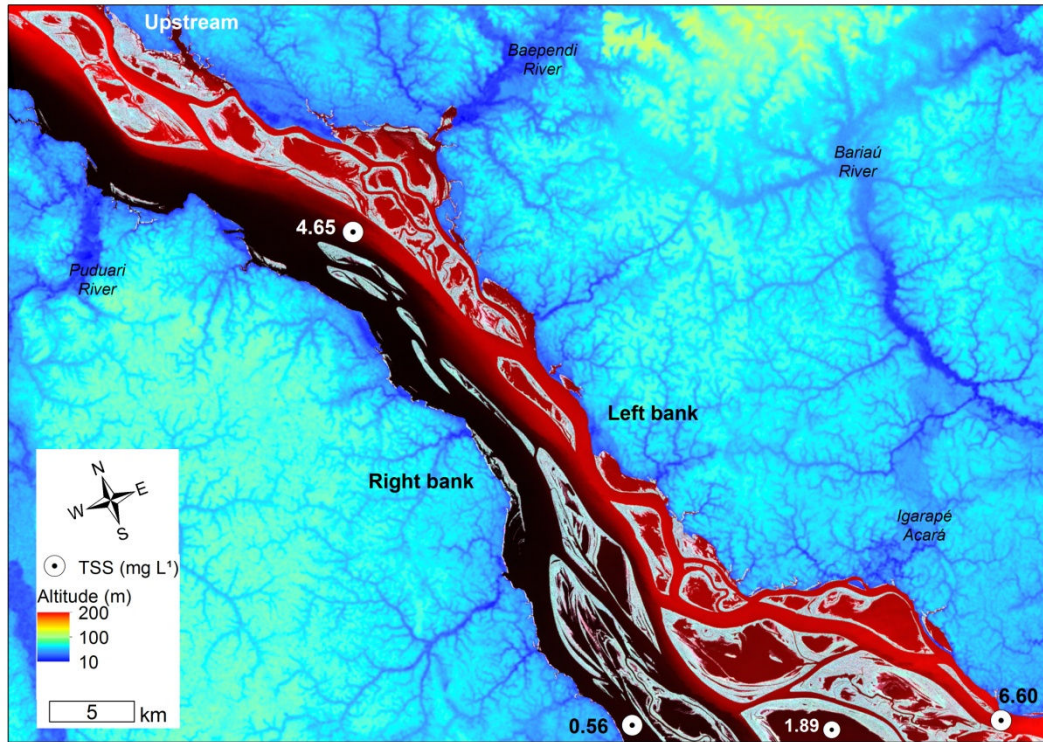 Upstream
Baependi
River
Bariaú
River
4.65
Puduari
River
Left bank
Right bank
Igarapé
Acará
N
E
W
S
TSS (mg L¹)
Altitude (m)
200
100
10
5 km
0.56
1.89
6.60